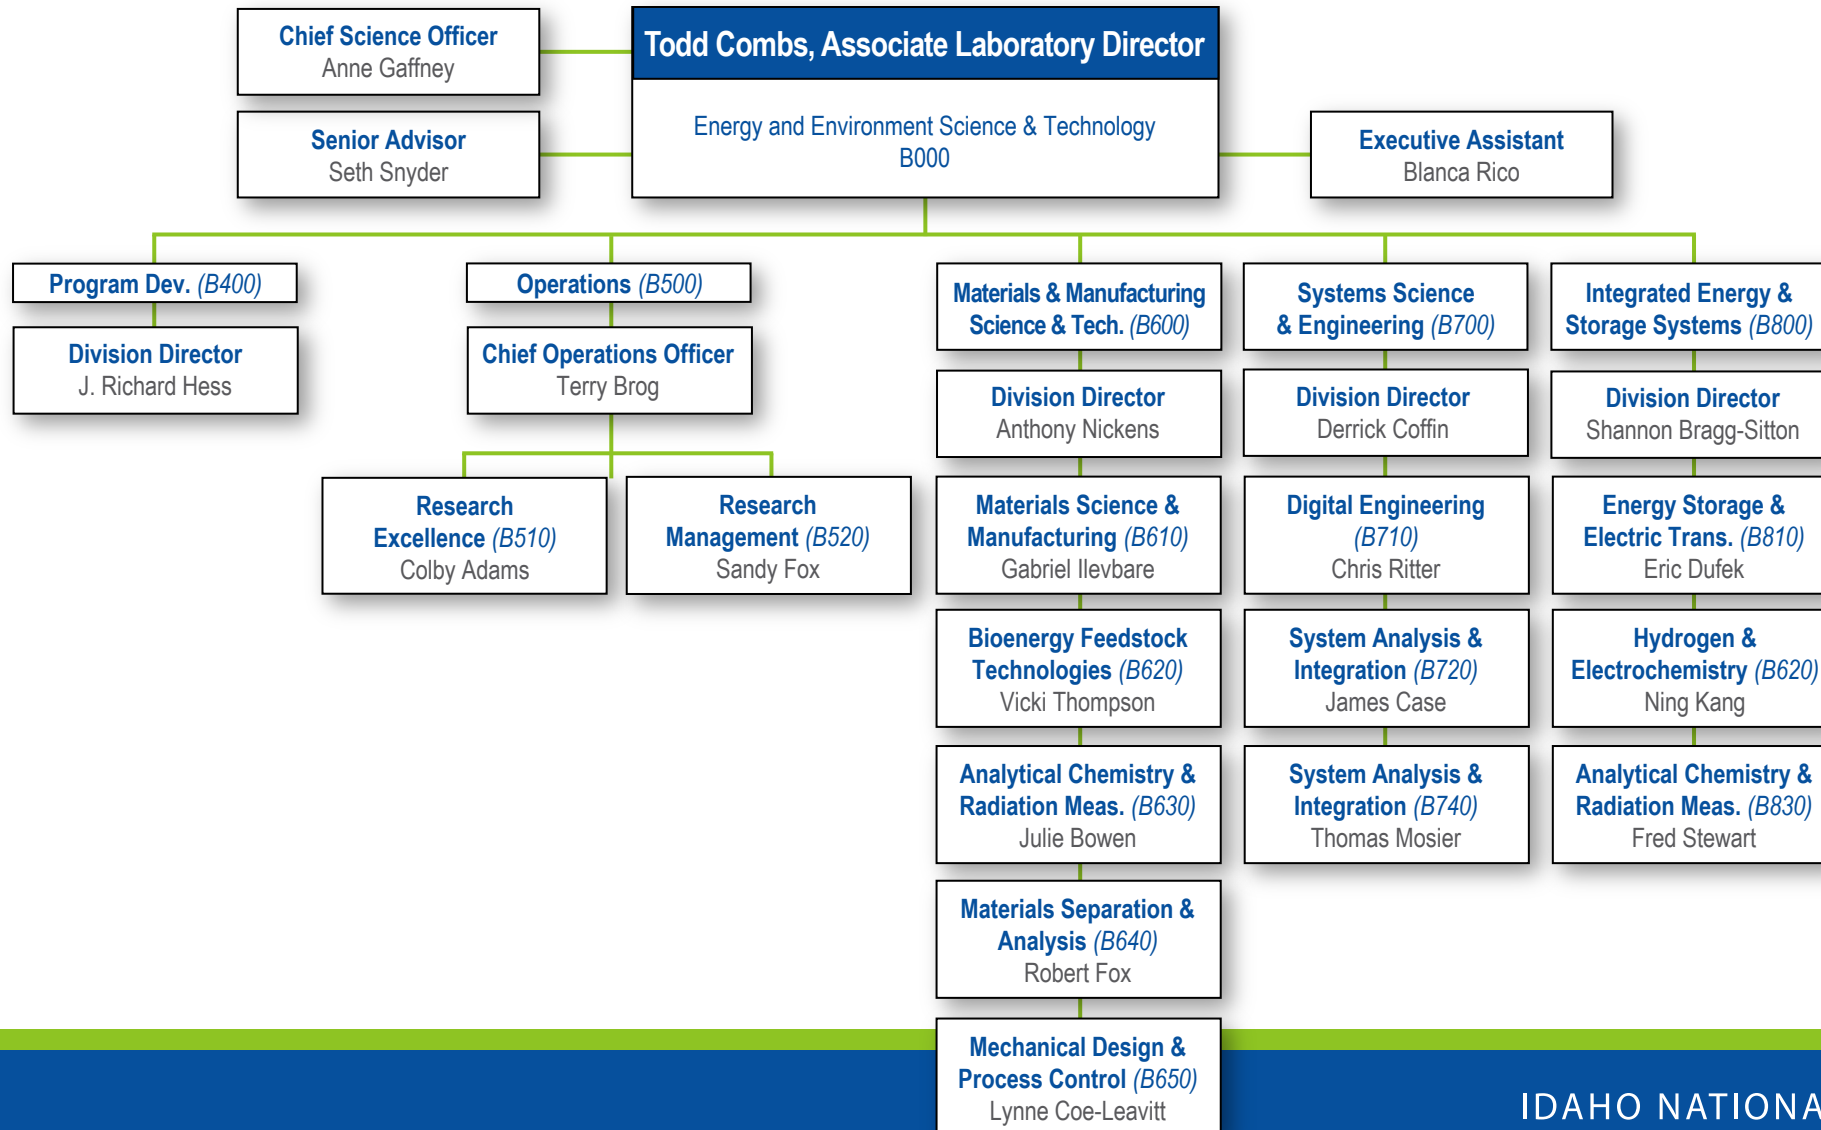 Chief Science Officer
Anne Gaffney
Todd Combs, Associate Laboratory Director
Energy and Environment Science & Technology
B000
Senior Advisor
Seth Snyder
Executive Assistant
Blanca Rico
Program Dev. (B400)
Division Director
J. Richard Hess
Operations (B500)
Chief Operations Officer
Terry Brog
Research
Excellence (B510)
Colby Adams
Research
Management (B520)
Sandy Fox
Materials & Manufacturing
Science & Tech. (B600)
Division Director
Anthony Nickens
Materials Science &
Manufacturing (B610)
Gabriel Ilevbare
Bioenergy Feedstock
Technologies (B620)
Vicki Thompson
Analytical Chemistry &
Radiation Meas. (B630)
Julie Bowen
Materials Separation &
Analysis (B640)
Robert Fox
Mechanical Design &
Process Control (B650)
Lynne Coe-Leavitt
Systems Science
& Engineering (B700)
Division Director
Derrick Coffin
Digital Engineering
(B710)
Chris Ritter
System Analysis &
Integration (B720)
James Case
System Analysis &
Integration (B740)
Thomas Mosier
Integrated Energy &
Storage Systems (B800)
Division Director
Shannon Bragg-Sitton
Energy Storage &
Electric Trans. (B810)
Eric Dufek
Hydrogen &
Electrochemistry (B620)
Ning Kang
Analytical Chemistry &
Radiation Meas. (B830)
Fred Stewart
IDAHO NATIONA